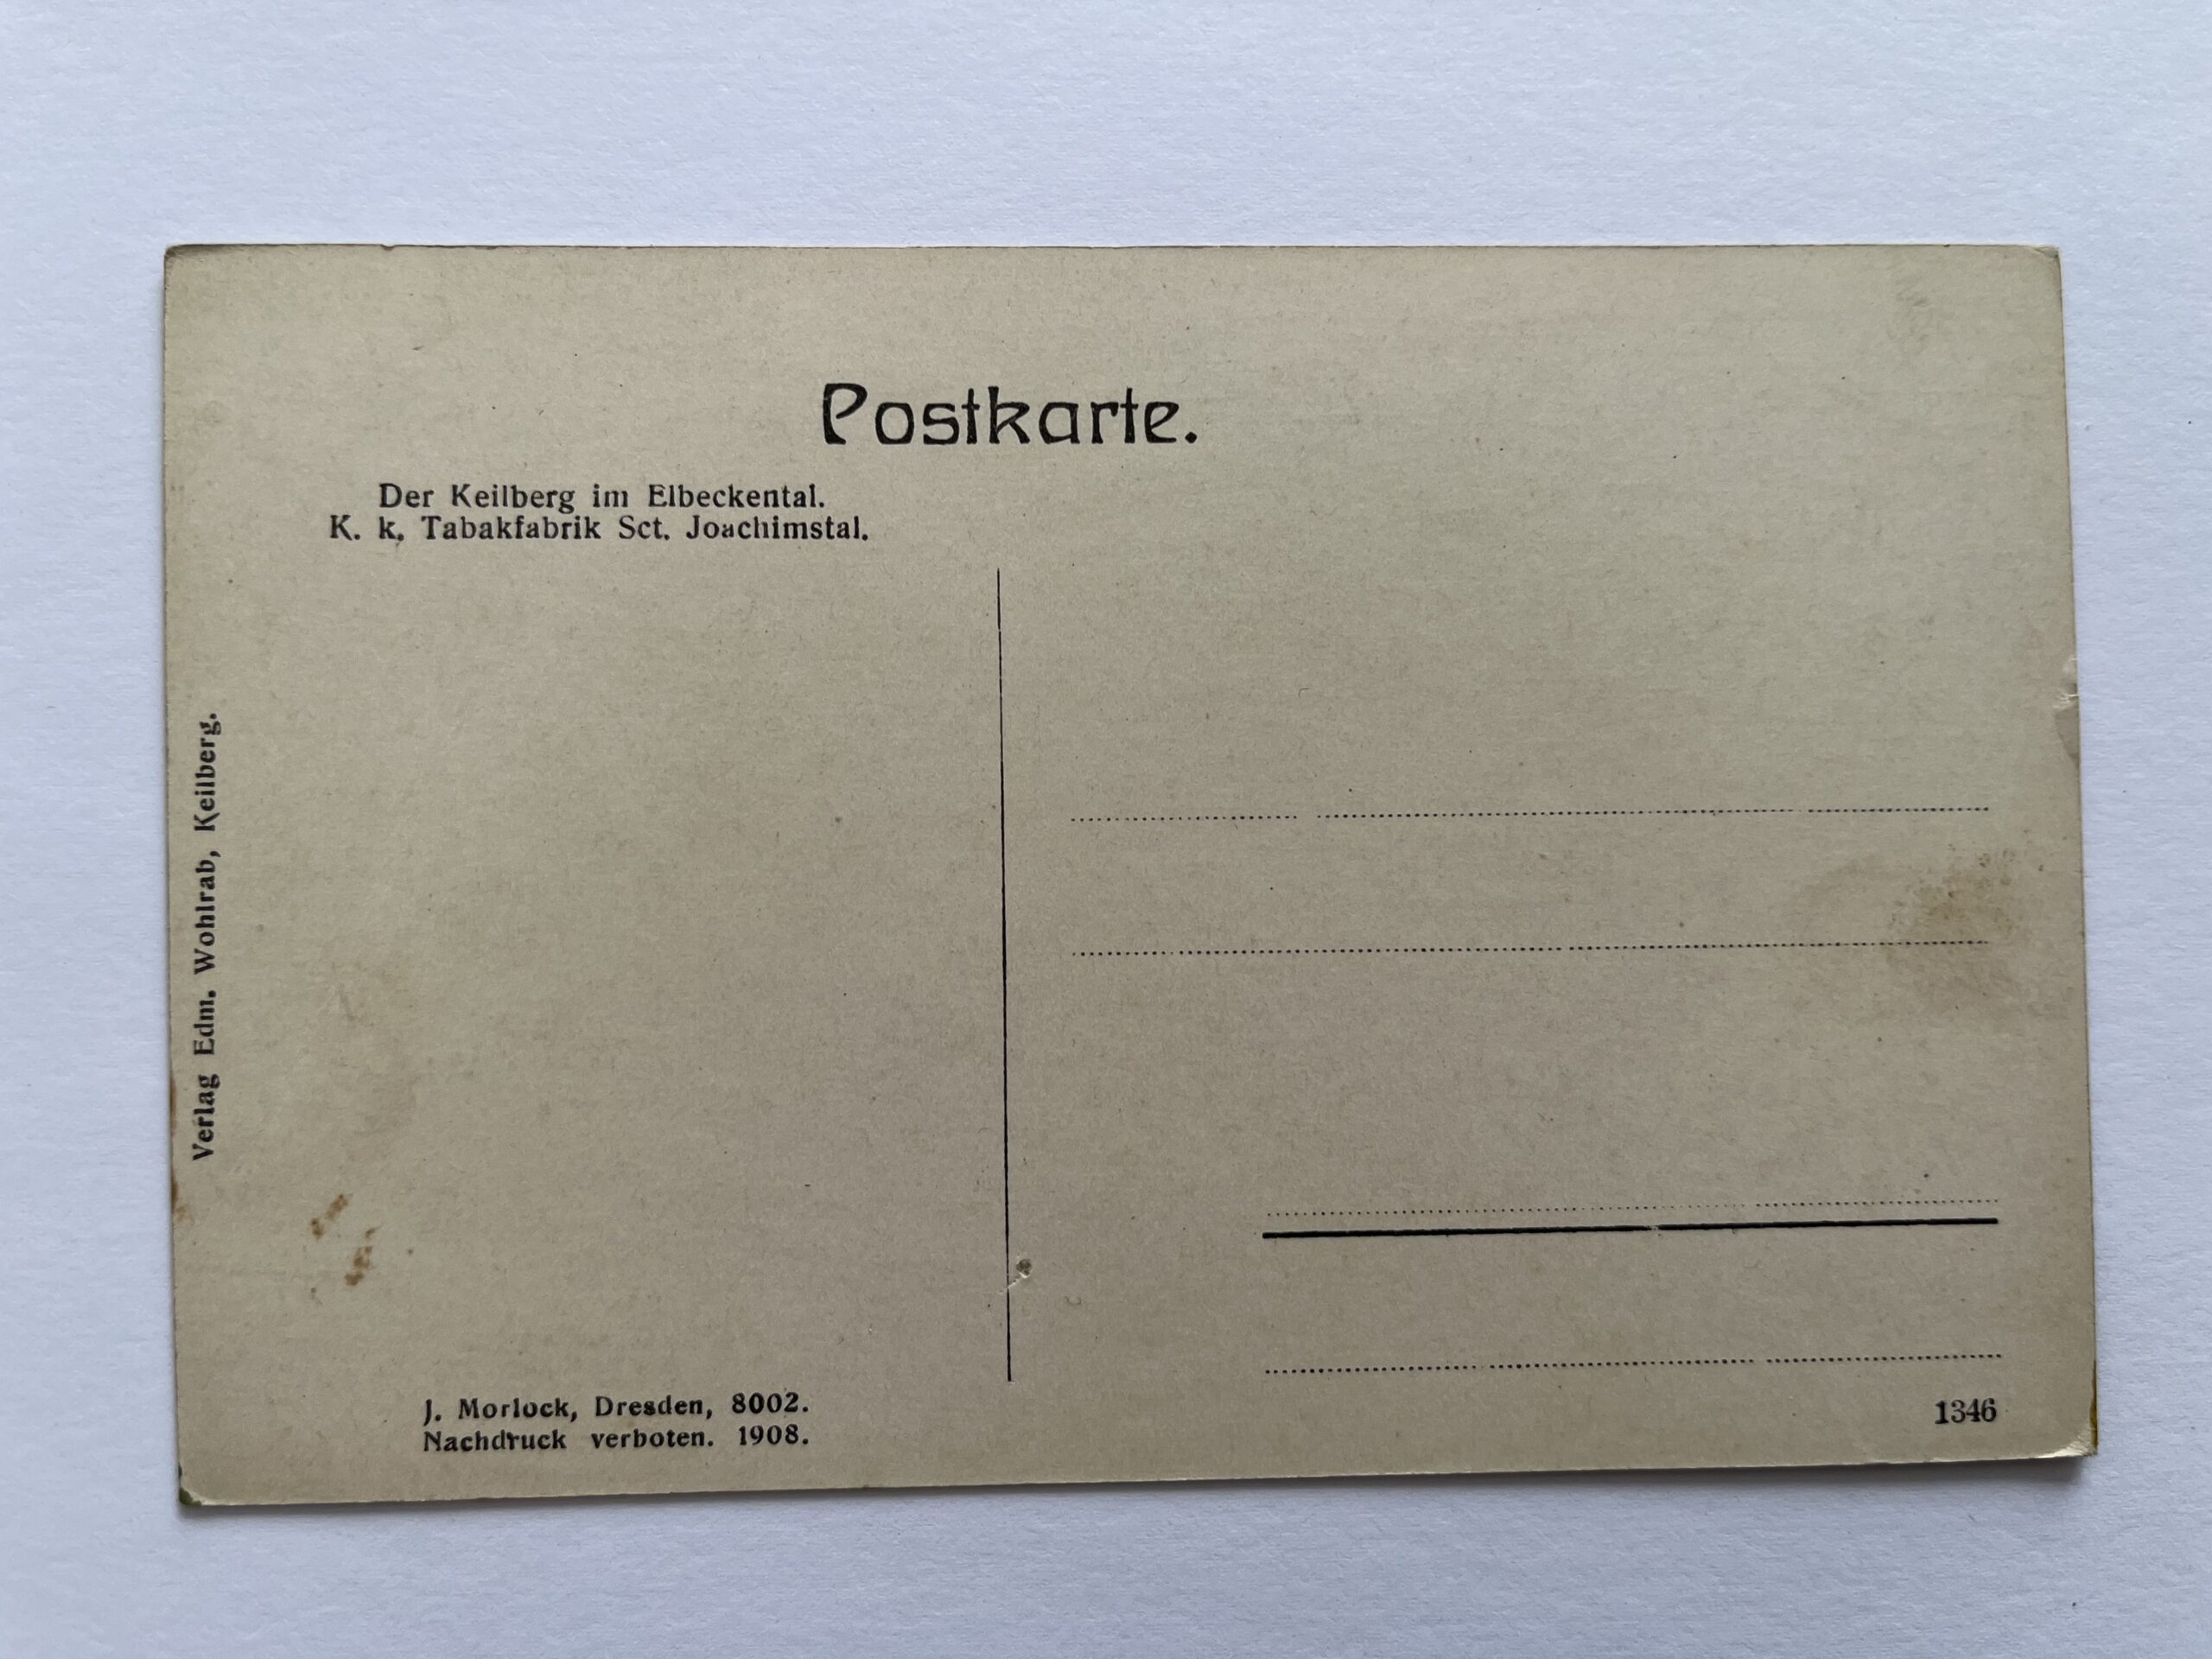 Postkarte.
Der Keilberg im Elbeckental.
K. k. Tabakfabrik Sct. Joachimstal.
Verlag Edm. Wohlrab, Keilberg.
J. Morlock, Dresden, 8002.
Nachdruck verboten. 1908.
1346